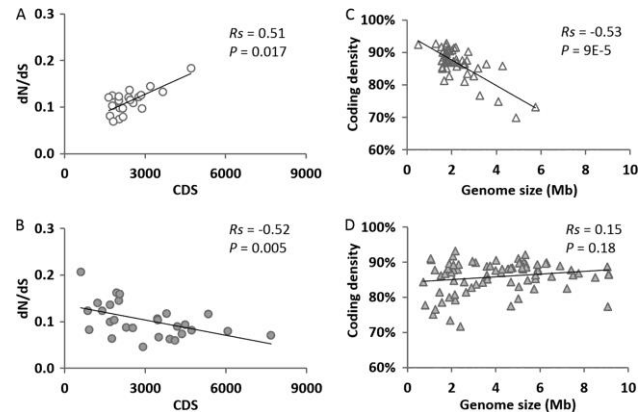 A
Rs = 0.51
P = 0.017
0.3
0.2
0.1
0.0
dN/dS
0 3000 6000 9000
CDS
C
Rs = -0.53
P = 9E-5
100%
90%
80%
70%
60%
Coding density
0 2 4 6 8 10
Genome size (Mb)
B
Rs = -0.52
P = 0.005
0.3
0.2
0.1
0.0
dN/dS
0 3000 6000 9000
CDS
D
Rs = 0.15
P = 0.18
100%
90%
80%
70%
60%
Coding density
0 2 4 6 8 10
Genome size (Mb)